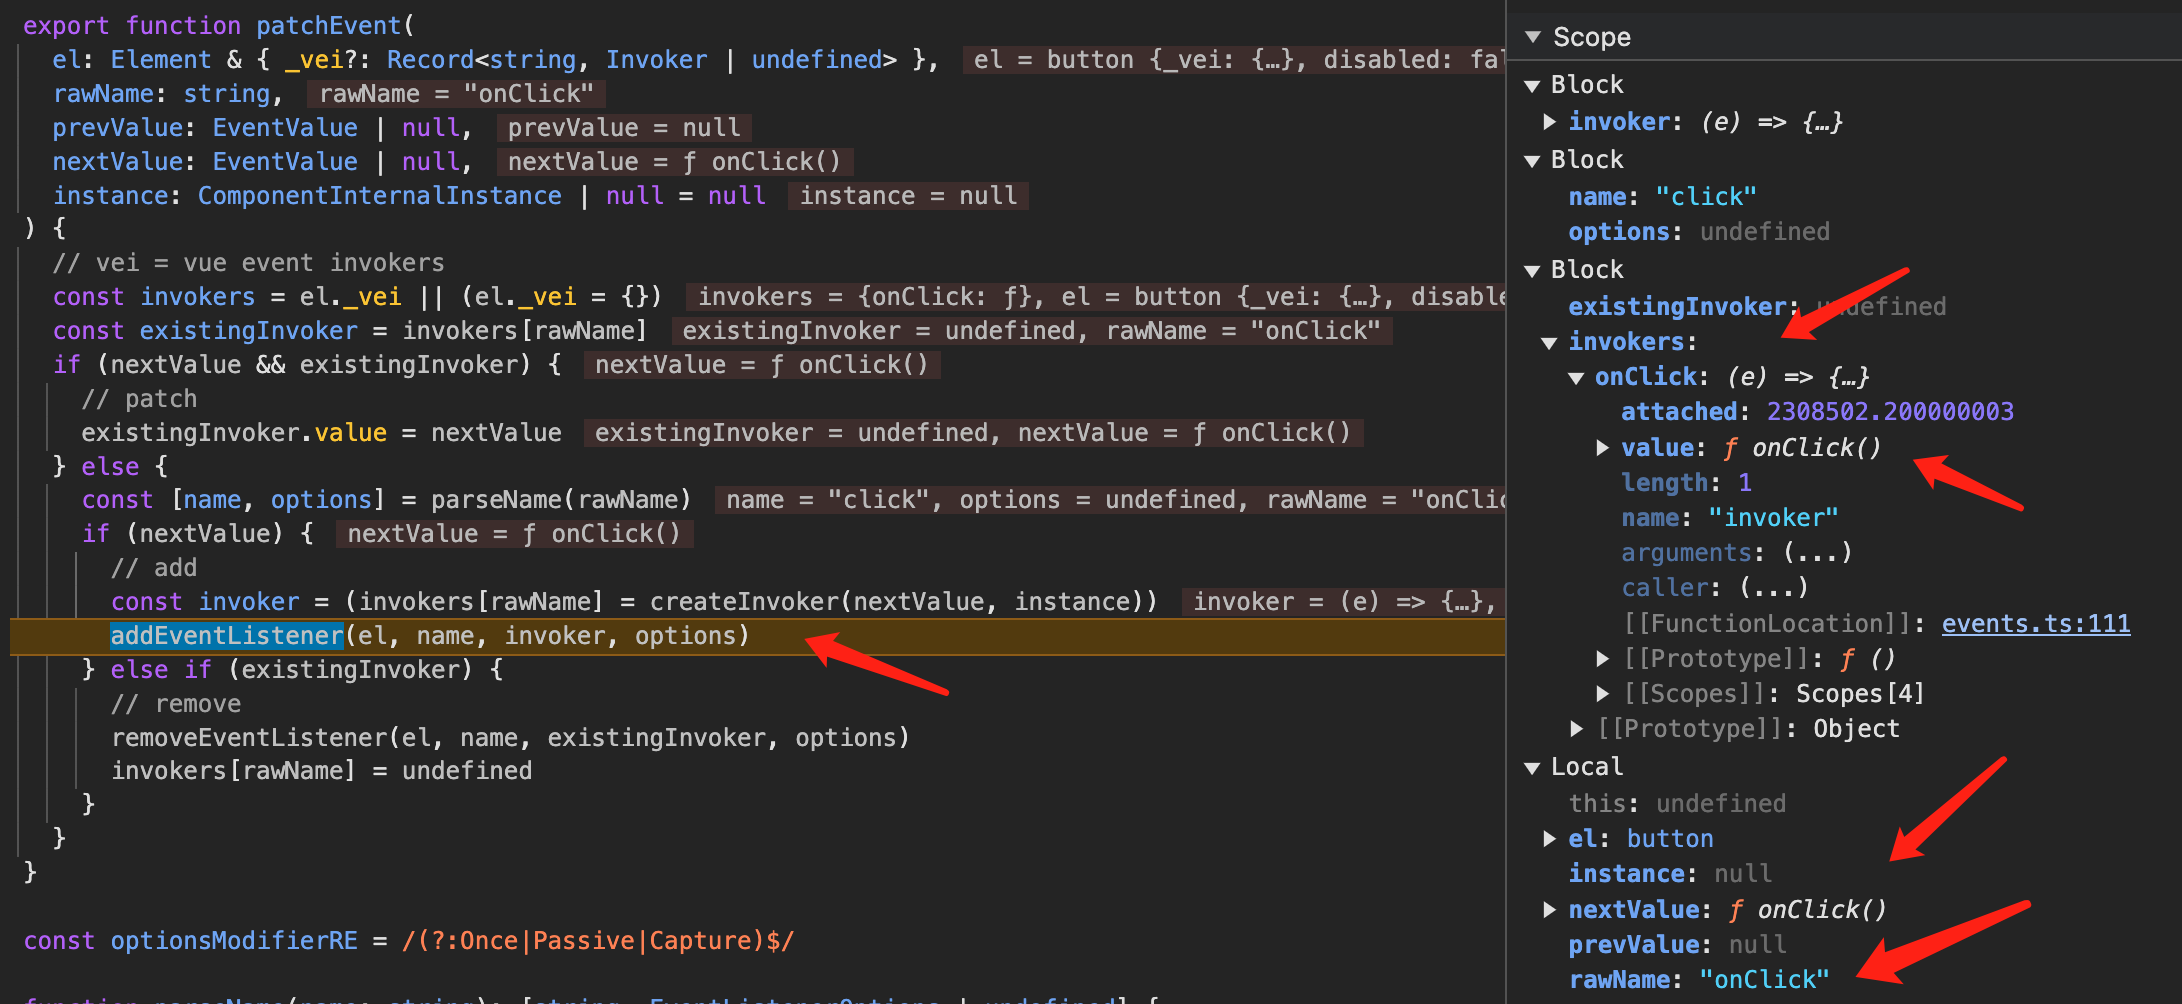 export function patchEvent(
el: Element & { _vei?: Record<string, Invoker | undefined> }, el = button {_vei: {…}, disabled: fal
rawName: string, rawName = "onClick"
prevValue: EventValue | null, prevValue = null
nextValue: EventValue | null, nextValue = ƒ onClick()
instance: ComponentInternalInstance | null = null instance = null
) {
// vei = vue event invokers
const invokers = el._vei || (el._vei = {}) invokers = {onClick: ƒ}, el = button {_vei: {…}, disable
const existingInvoker = invokers[rawName] existingInvoker = undefined, rawName = "onClick"
if (nextValue && existingInvoker) { nextValue = ƒ onClick()
// patch
existingInvoker.value = nextValue existingInvoker = undefined, nextValue = ƒ onClick()
} else {
const [name, options] = parseName(rawName) name = "click", options = undefined, rawName = "onClic
if (nextValue) { nextValue = ƒ onClick()
// add
const invoker = (invokers[rawName] = createInvoker(nextValue, instance)) invoker = (e) => {…},
addEventListener(el, name, invoker, options)
} else if (existingInvoker) {
// remove
removeEventListener(el, name, existingInvoker, options)
invokers[rawName] = undefined
}
}
}
const optionsModifierRE = /(?:Once|Passive|Capture)$/
function parseName(name: string): [string, EventListenerOptions | undefined] {
Scope
Block
invoker: (e) => {…}
Block
name: "click"
options: undefined
Block
existingInvoker: undefined
invokers:
onClick: (e) => {…}
attached: 2308502.200000003
value: ƒ onClick()
length: 1
name: "invoker"
arguments: (...)
caller: (...)
[[FunctionLocation]]: events.ts:111
[[Prototype]]: ƒ ()
[[Scopes]]: Scopes[4]
[[Prototype]]: Object
Local
this: undefined
el: button
instance: null
nextValue: ƒ onClick()
prevValue: null
rawName: "onClick"